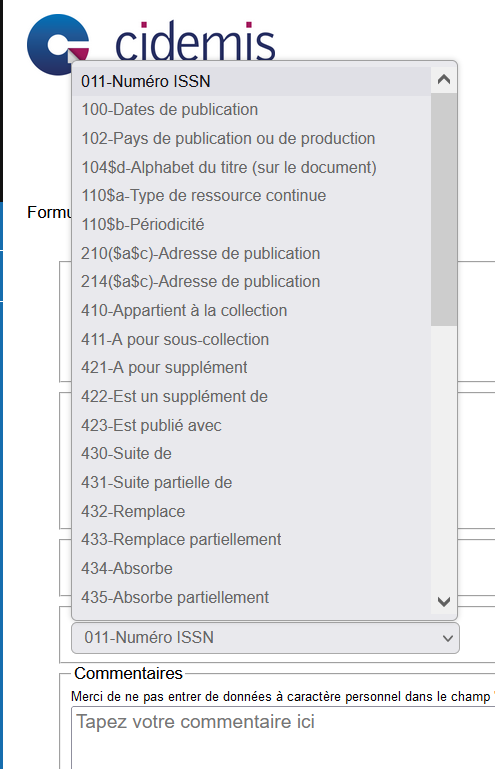 cidemis
011-Numéro ISSN
100-Dates de publication
102-Pays de publication ou de production
104$d-Alphabet du titre (sur le document)
110$a-Type de ressource continue
Formu
110$b-Périodicité
210($a$c)-Adresse de publication
214($a$c)-Adresse de publication
410-Appartient à la collection
411-A pour sous-collection
421-A pour supplément
422-Est un supplément de
423-Est publié avec
430-Suite de
431-Suite partielle de
432-Remplace
433-Remplace partiellement
434-Absorbe
435-Absorbe partiellement
011-Numéro ISSN
Commentaires
Merci de ne pas entrer de données à caractère personnel dans le champ
Tapez votre commentaire ici